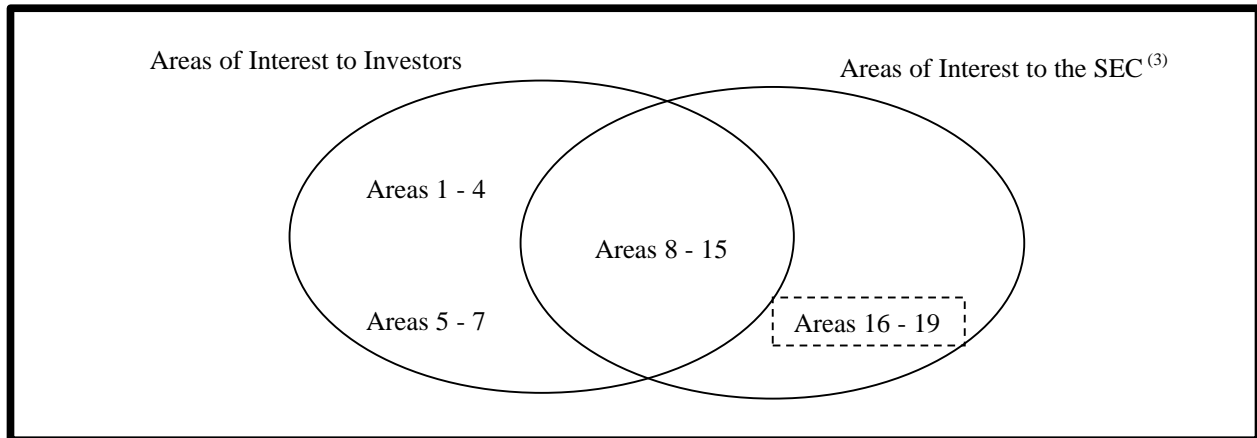 Areas of Interest to Investors
Areas of Interest to the SEC (3)
Areas 1 - 4
Areas 8 - 15
Areas 5 - 7
Areas 16 - 19